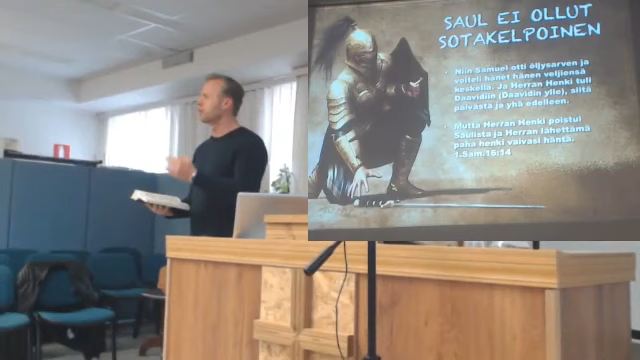 SAUL EI OLLUT
SOTAKELPOINEN
Niin Samuel otti öljysarven ja
voiteli hänet hänen veljiensä
keskellä. Ja Herran Henki tuli
Daavidiin (Daavidin ylle), siitä
päivästä ja yhä edelleen.
Mutta Herran Henki poistui
Saulista ja Herran lähettämä
paha henki vaivasi häntä.
1.Sam.16:14